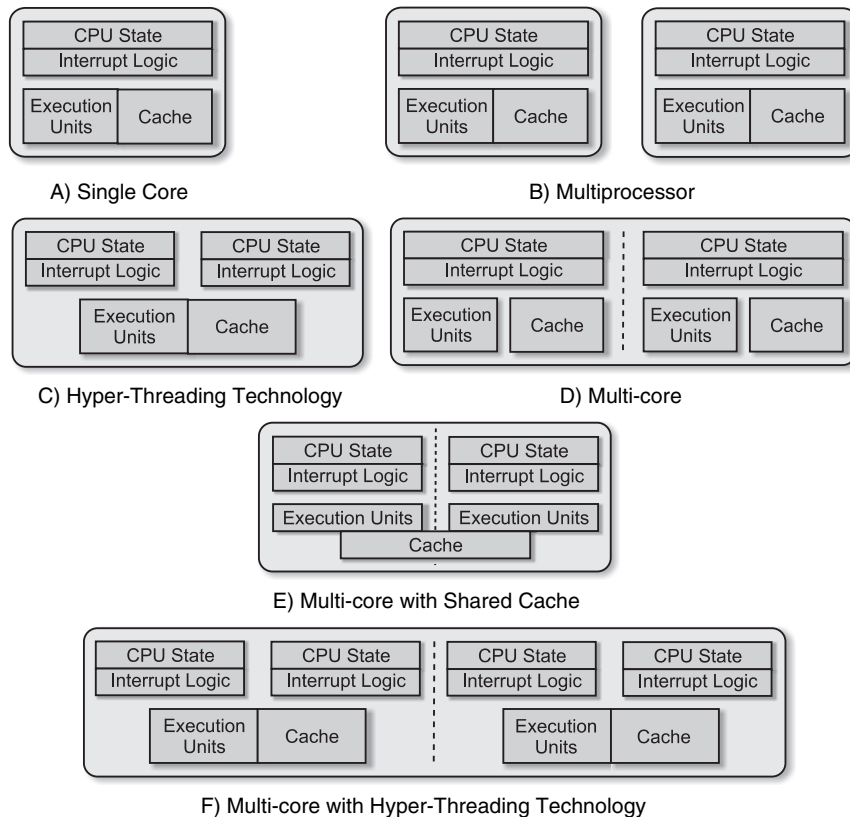 CPU State
Interrupt Logic
Execution
Units
Cache
A) Single Core
CPU State
Interrupt Logic
Execution
Units
Cache
CPU State
Interrupt Logic
Execution
Units
Cache
B) Multiprocessor
CPU State
Interrupt Logic
CPU State
Interrupt Logic
Execution
Units
Cache
C) Hyper-Threading Technology
CPU State
Interrupt Logic
Execution
Units
Cache
CPU State
Interrupt Logic
Execution
Units
Cache
D) Multi-core
CPU State
Interrupt Logic
Execution Units
CPU State
Interrupt Logic
Execution Units
Cache
E) Multi-core with Shared Cache
CPU State
Interrupt Logic
CPU State
Interrupt Logic
Execution
Units
Cache
CPU State
Interrupt Logic
CPU State
Interrupt Logic
Execution
Units
Cache
F) Multi-core with Hyper-Threading Technology